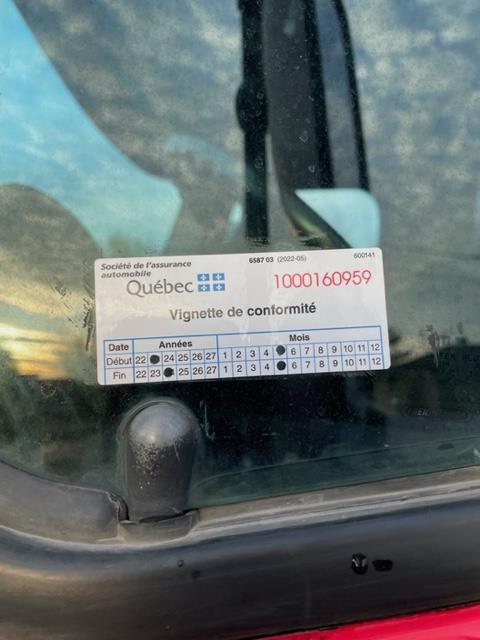 Société de l'assurance
automobile
Québec
6587 03 (2022-05)
600141
1000160959
Vignette de conformité
Date Années Mois
Début 22 24 25 26 27 1 2 3 4 6 7 8 9 10 11 12
Fin 22 23 25 26 27 1 2 3 4 6 7 8 9 10 11 12